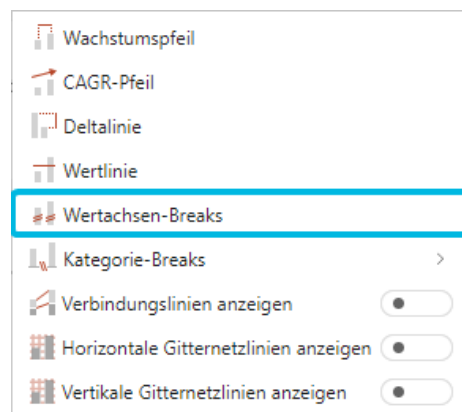 Wachstumspfeil
CAGR-Pfeil
Deltalinie
Wertlinie
Wertachsen-Breaks
Kategorie-Breaks
Verbindungslinien anzeigen
Horizontale Gitternetzlinien anzeigen
Vertikale Gitternetzlinien anzeigen